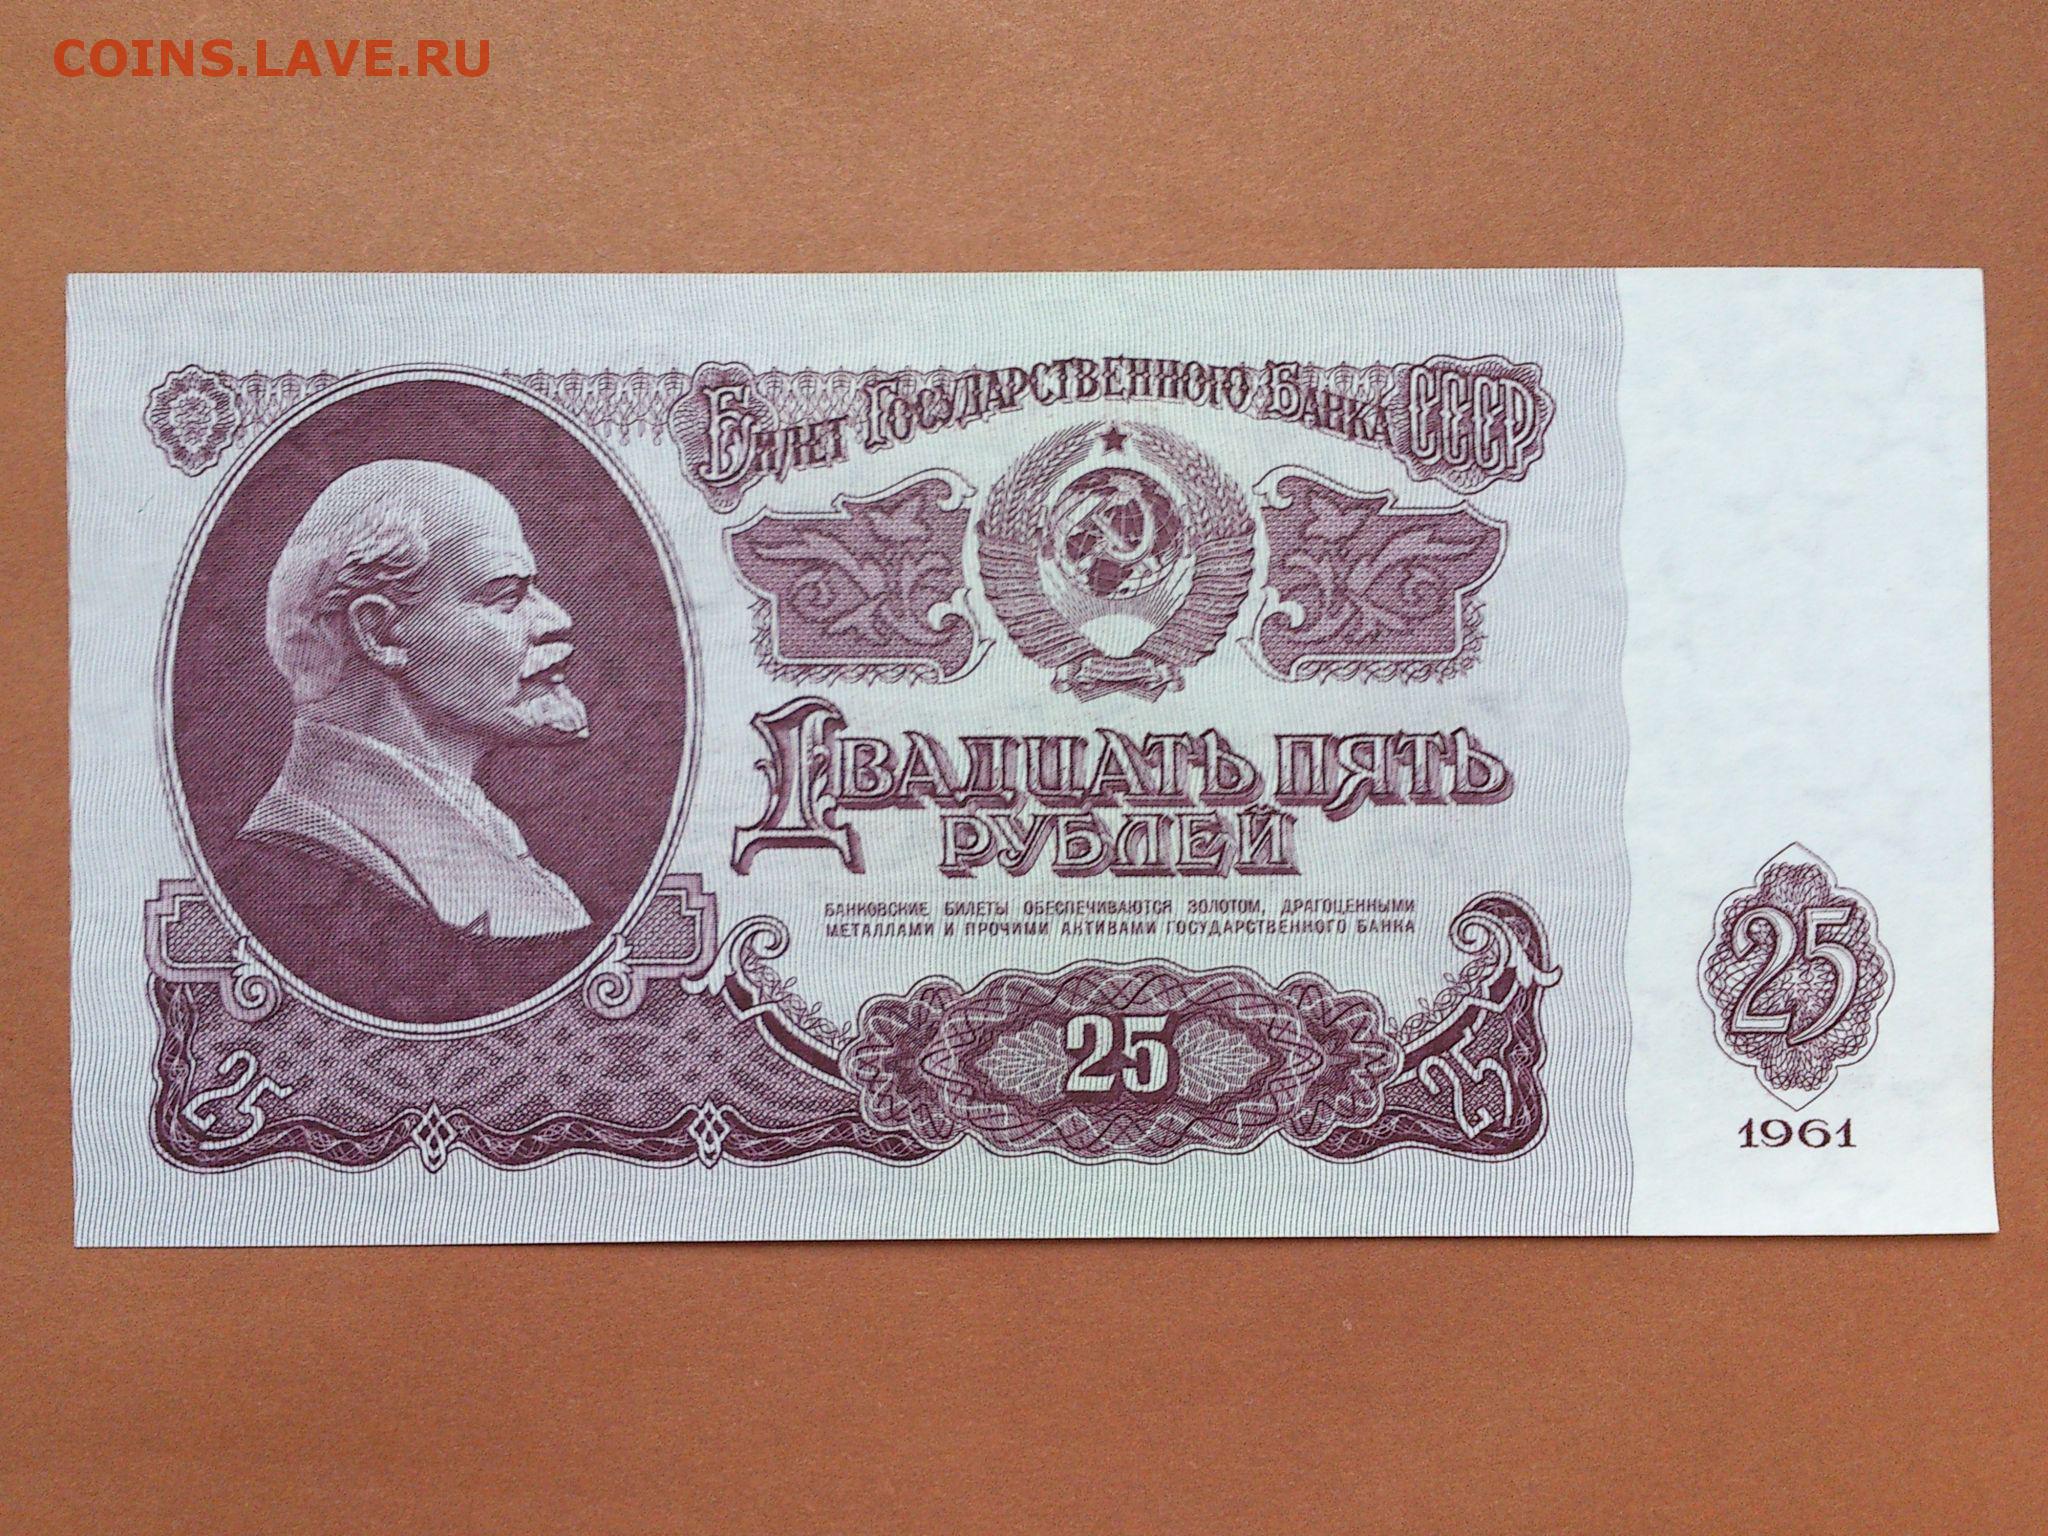 COINS.LAVE.RU
Билет Государственного Банка СССР
Двадцать пять
рублей
БАНКОВСКИЕ БИЛЕТЫ ОБЕСПЕЧИВАЮТСЯ ЗОЛОТОМ, ДРАГОЦЕННЫМИ
МЕТАЛЛАМИ И ПРОЧИМИ АКТИВАМИ ГОСУДАРСТВЕННОГО БАНКА
25
25
25
25
1961